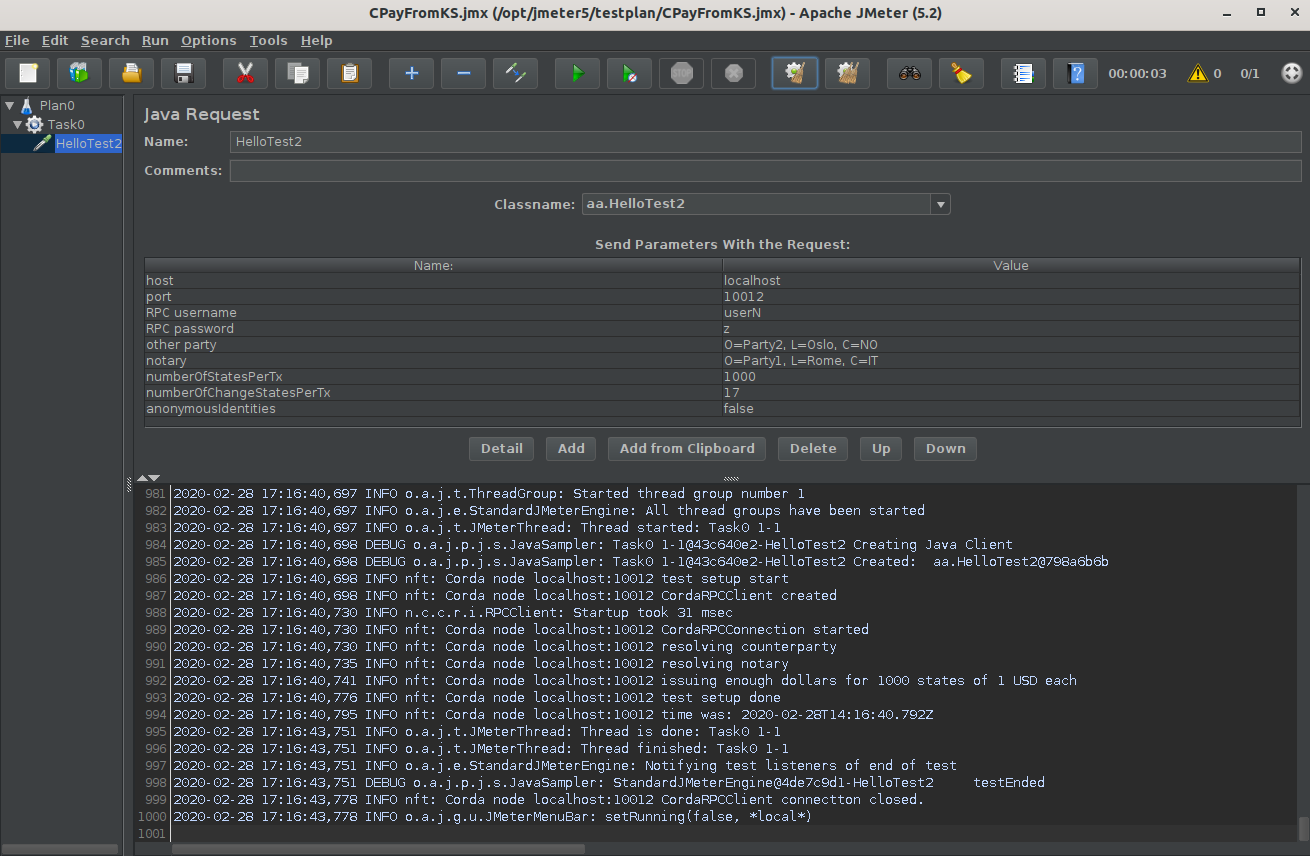 CPayFromKS.jmx (/opt/jmeter5/testplan/CPayFromKS.jmx) - Apache JMeter (5.2)
File Edit Search Run Options Tools Help
STOP 00:00:03 0 0/1
Plan0
Task0
HelloTest2
Java Request
Name: HelloTest2
Comments:
Classname: aa.HelloTest2
Send Parameters With the Request:
Name: Value
host localhost
port 10012
RPC username userN
RPC password z
other party O=Party2, L=Oslo, C=NO
notary O=Party1, L=Rome, C=IT
numberOfStatesPerTx 1000
numberOfChangeStatesPerTx 17
anonymousIdentities false
Detail Add Add from Clipboard Delete Up Down
981 2020-02-28 17:16:40,697 INFO o.a.j.t.ThreadGroup: Started thread group number 1
982 2020-02-28 17:16:40,697 INFO o.a.j.e.StandardJMeterEngine: All thread groups have been started
983 2020-02-28 17:16:40,697 INFO o.a.j.t.JMeterThread: Thread started: Task0 1-1
984 2020-02-28 17:16:40,698 DEBUG o.a.j.p.j.s.JavaSampler: Task0 1-1@43c640e2-HelloTest2 Creating Java Client
985 2020-02-28 17:16:40,698 DEBUG o.a.j.p.j.s.JavaSampler: Task0 1-1@43c640e2-HelloTest2 Created:  aa.HelloTest2@798a6b6b
986 2020-02-28 17:16:40,698 INFO nft: Corda node localhost:10012 test setup start
987 2020-02-28 17:16:40,698 INFO nft: Corda node localhost:10012 CordaRPCClient created
988 2020-02-28 17:16:40,730 INFO n.c.c.r.i.RPCClient: Startup took 31 msec
989 2020-02-28 17:16:40,730 INFO nft: Corda node localhost:10012 CordaRPCConnection started
990 2020-02-28 17:16:40,730 INFO nft: Corda node localhost:10012 resolving counterparty
991 2020-02-28 17:16:40,735 INFO nft: Corda node localhost:10012 resolving notary
992 2020-02-28 17:16:40,741 INFO nft: Corda node localhost:10012 issuing enough dollars for 1000 states of 1 USD each
993 2020-02-28 17:16:40,776 INFO nft: Corda node localhost:10012 test setup done
994 2020-02-28 17:16:40,795 INFO nft: Corda node localhost:10012 time was: 2020-02-28T14:16:40.792Z
995 2020-02-28 17:16:43,751 INFO o.a.j.t.JMeterThread: Thread is done: Task0 1-1
996 2020-02-28 17:16:43,751 INFO o.a.j.t.JMeterThread: Thread finished: Task0 1-1
997 2020-02-28 17:16:43,751 INFO o.a.j.e.StandardJMeterEngine: Notifying test listeners of end of test
998 2020-02-28 17:16:43,751 DEBUG o.a.j.p.j.s.JavaSampler: StandardJMeterEngine@4de7c9d1-HelloTest2     testEnded
999 2020-02-28 17:16:43,778 INFO nft: Corda node localhost:10012 CordaRPCClient connectton closed.
1000 2020-02-28 17:16:43,778 INFO o.a.j.g.u.JMeterMenuBar: setRunning(false, *local*)
1001